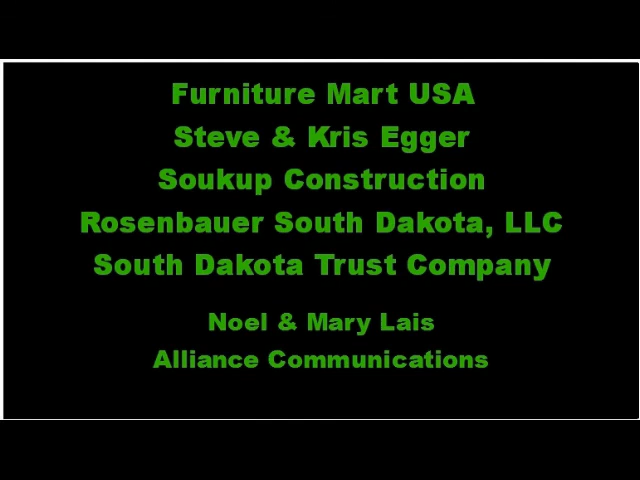 Furniture Mart USA
Steve & Kris Egger
Soukup Construction
Rosenbauer South Dakota, LLC
South Dakota Trust Company
Noel & Mary Lais
Alliance Communications